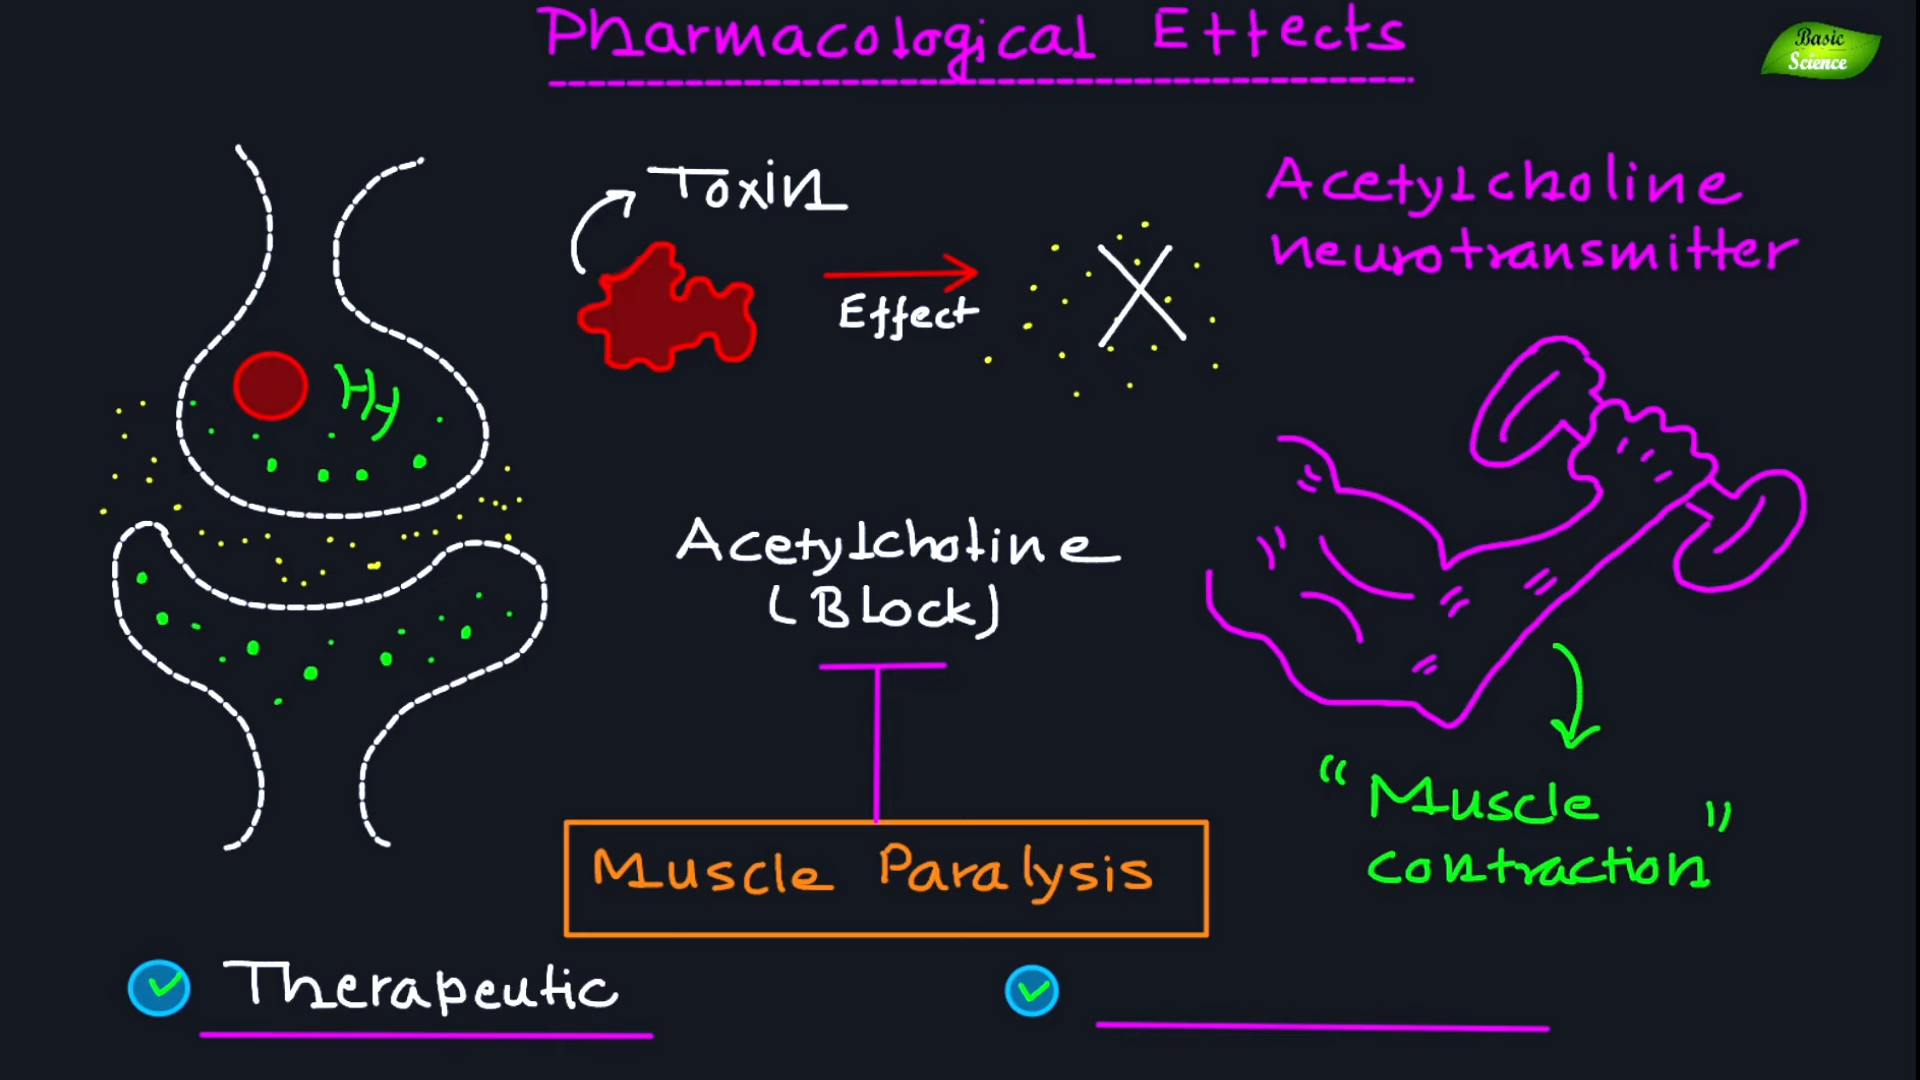 Pharmacological Effects
Basic
Science
Toxin
Effect
Acetylcholine
neurotransmitter
Acetylcholine
(Block)
Muscle Paralysis
"Muscle
contraction"
Therapeutic